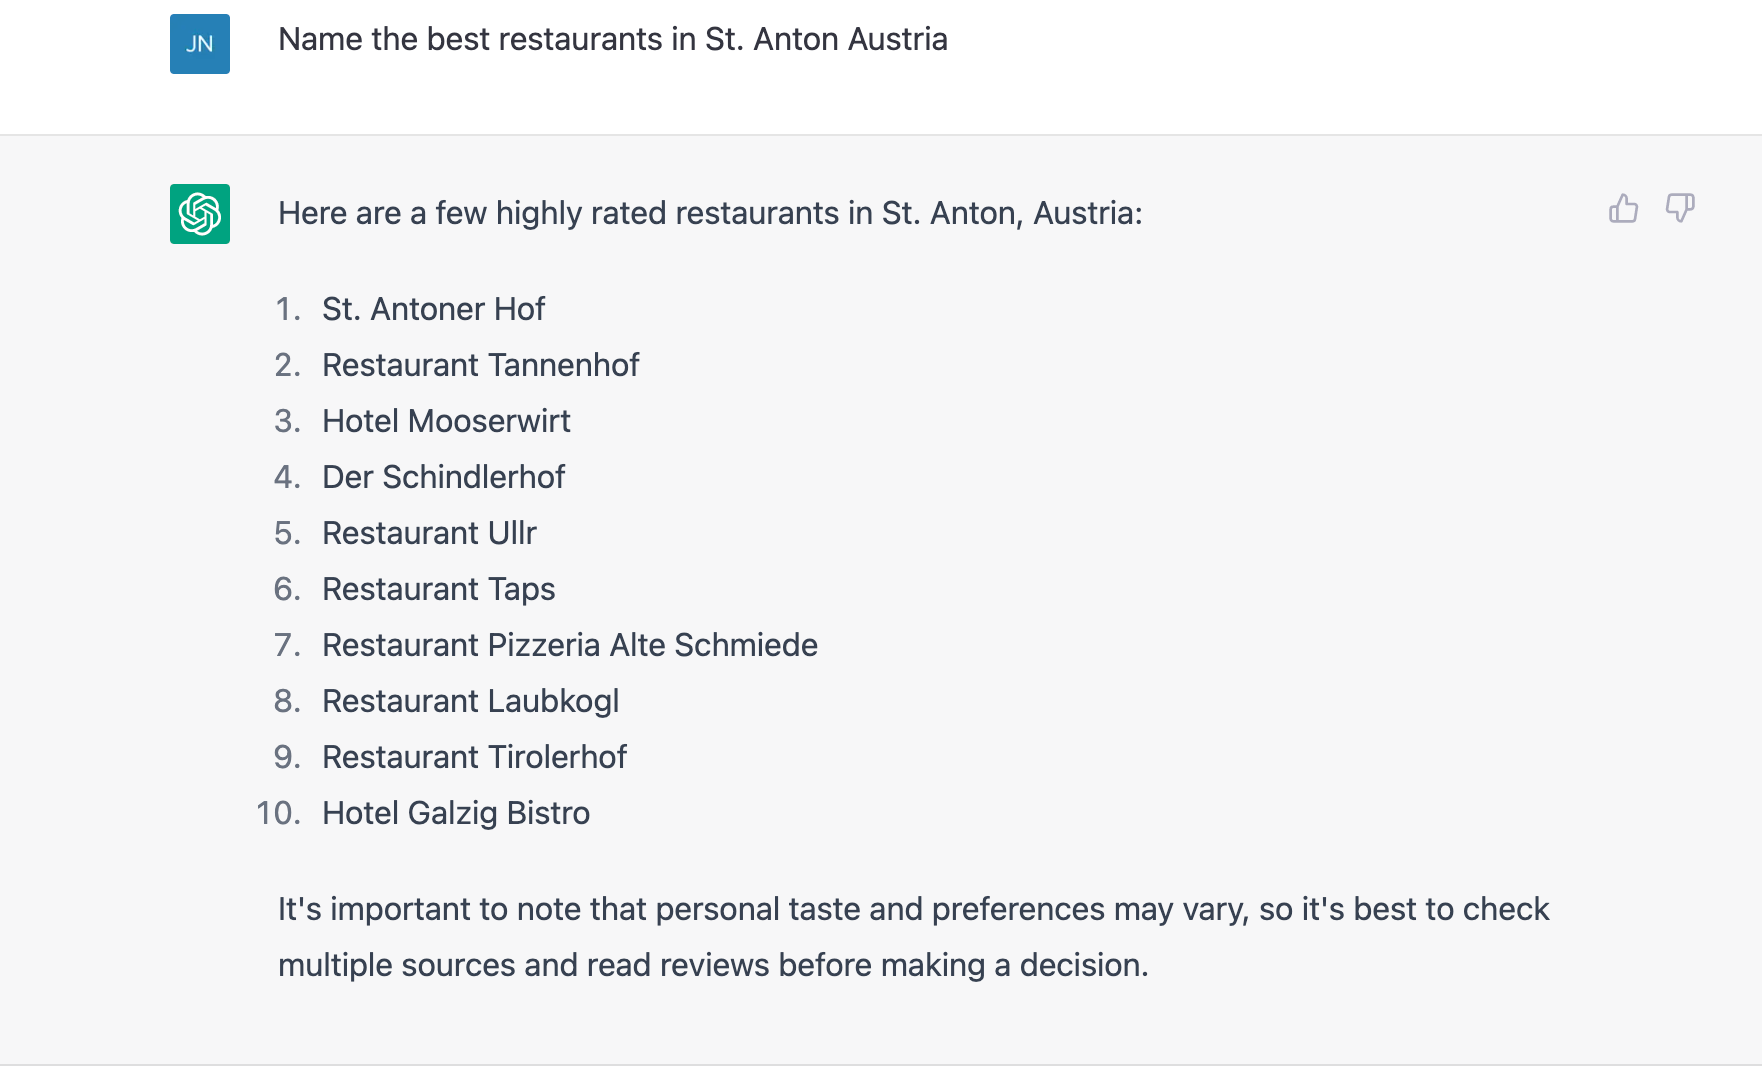 JN
Name the best restaurants in St. Anton Austria
Here are a few highly rated restaurants in St. Anton, Austria:
1. St. Antoner Hof
2. Restaurant Tannenhof
3. Hotel Mooserwirt
4. Der Schindlerhof
5. Restaurant Ullr
6. Restaurant Taps
7. Restaurant Pizzeria Alte Schmiede
8. Restaurant Laubkogl
9. Restaurant Tirolerhof
10. Hotel Galzig Bistro
It's important to note that personal taste and preferences may vary, so it's best to check
multiple sources and read reviews before making a decision.